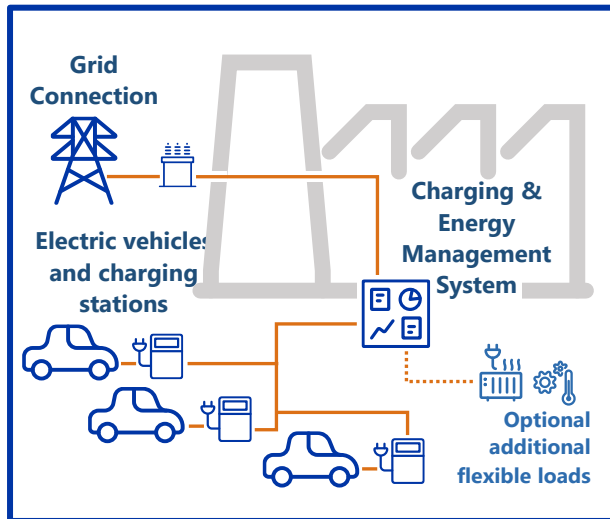 Grid
Connection
Charging &
Energy
Management
System
Electric vehicles
and charging
stations
Optional
additional
flexible loads